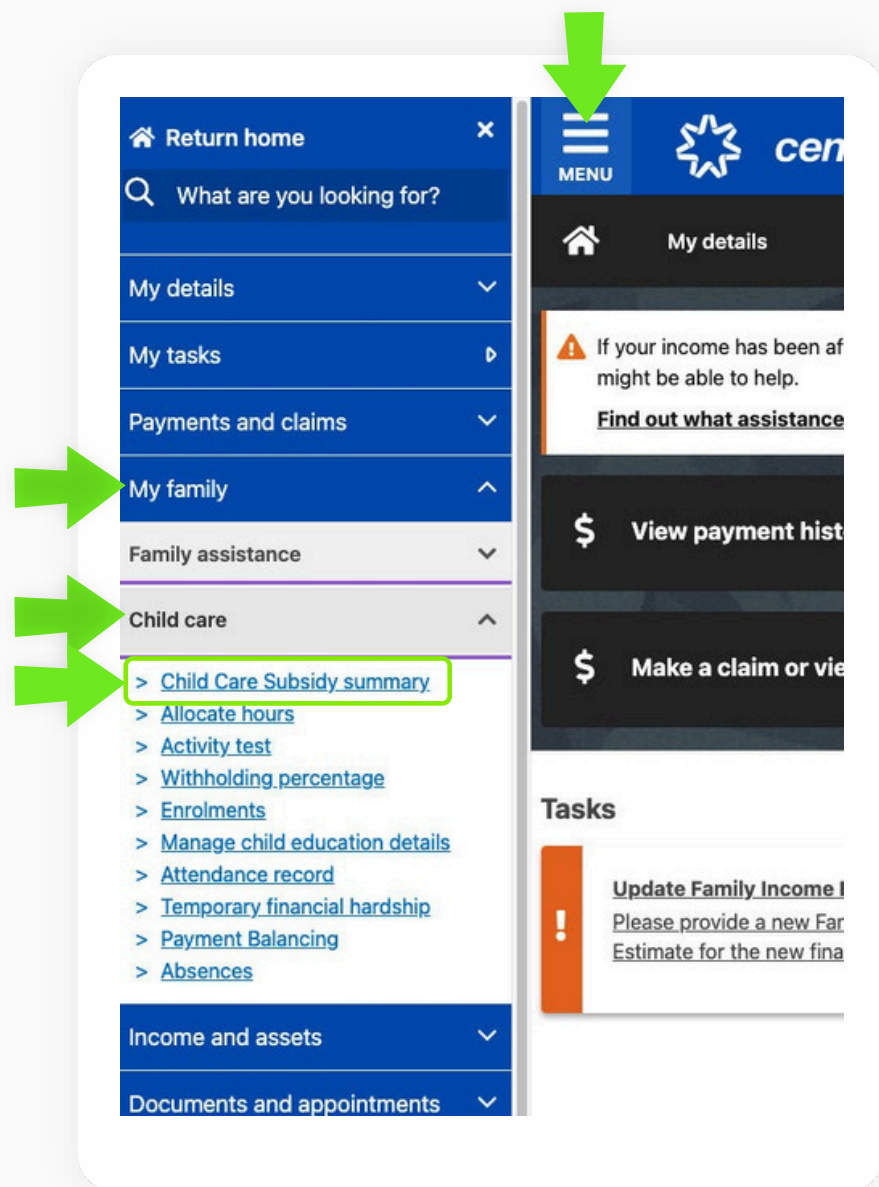 Return home
What are you looking for?
My details
My tasks
Payments and claims
My family
Family assistance
Child care
> Child Care Subsidy summary
> Allocate hours
> Activity test
> Withholding percentage
> Enrolments
> Manage child education details
> Attendance record
> Temporary financial hardship
> Payment Balancing
> Absences
Income and assets
Documents and appointments
MENU
cen
My details
If your income has been af
might be able to help.
Find out what assistance
$ View payment hist
$ Make a claim or vie
Tasks
Update Family Income
Please provide a new Fam
Estimate for the new fina